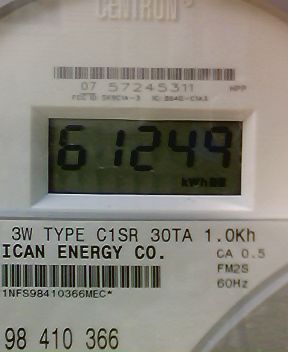 CENTRON®
07 57245311
HPP
61249
kWh
3W TYPE C1SR 30TA 1.0Kh
ICAN ENERGY CO.
CA 0.5
FM2S
60Hz
1NFS98410366MEC*
98 410 366